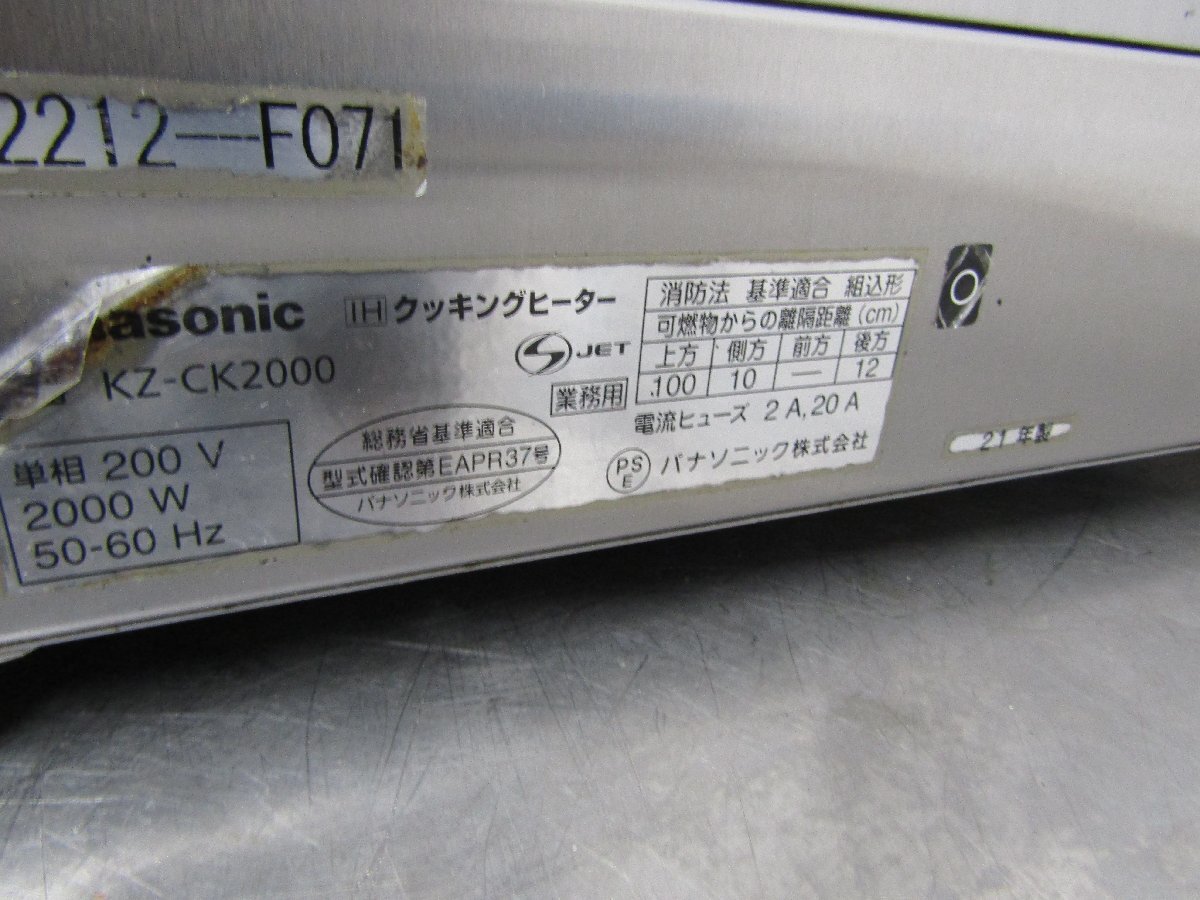 2212-F071
nasonic
IH クッキングヒーター
KZ-CK2000
S JET
業務用
単相 200 V
2000 W
50-60 Hz
総務省基準適合
型式確認第EAPR37号
パナソニック株式会社
消防法 基準適合 組込形
可燃物からの離隔距離(cm)
上方 側方 前方 後方
100 10 — 12
電流ヒューズ 2 A, 20 A
PS E パナソニック株式会社
21年製